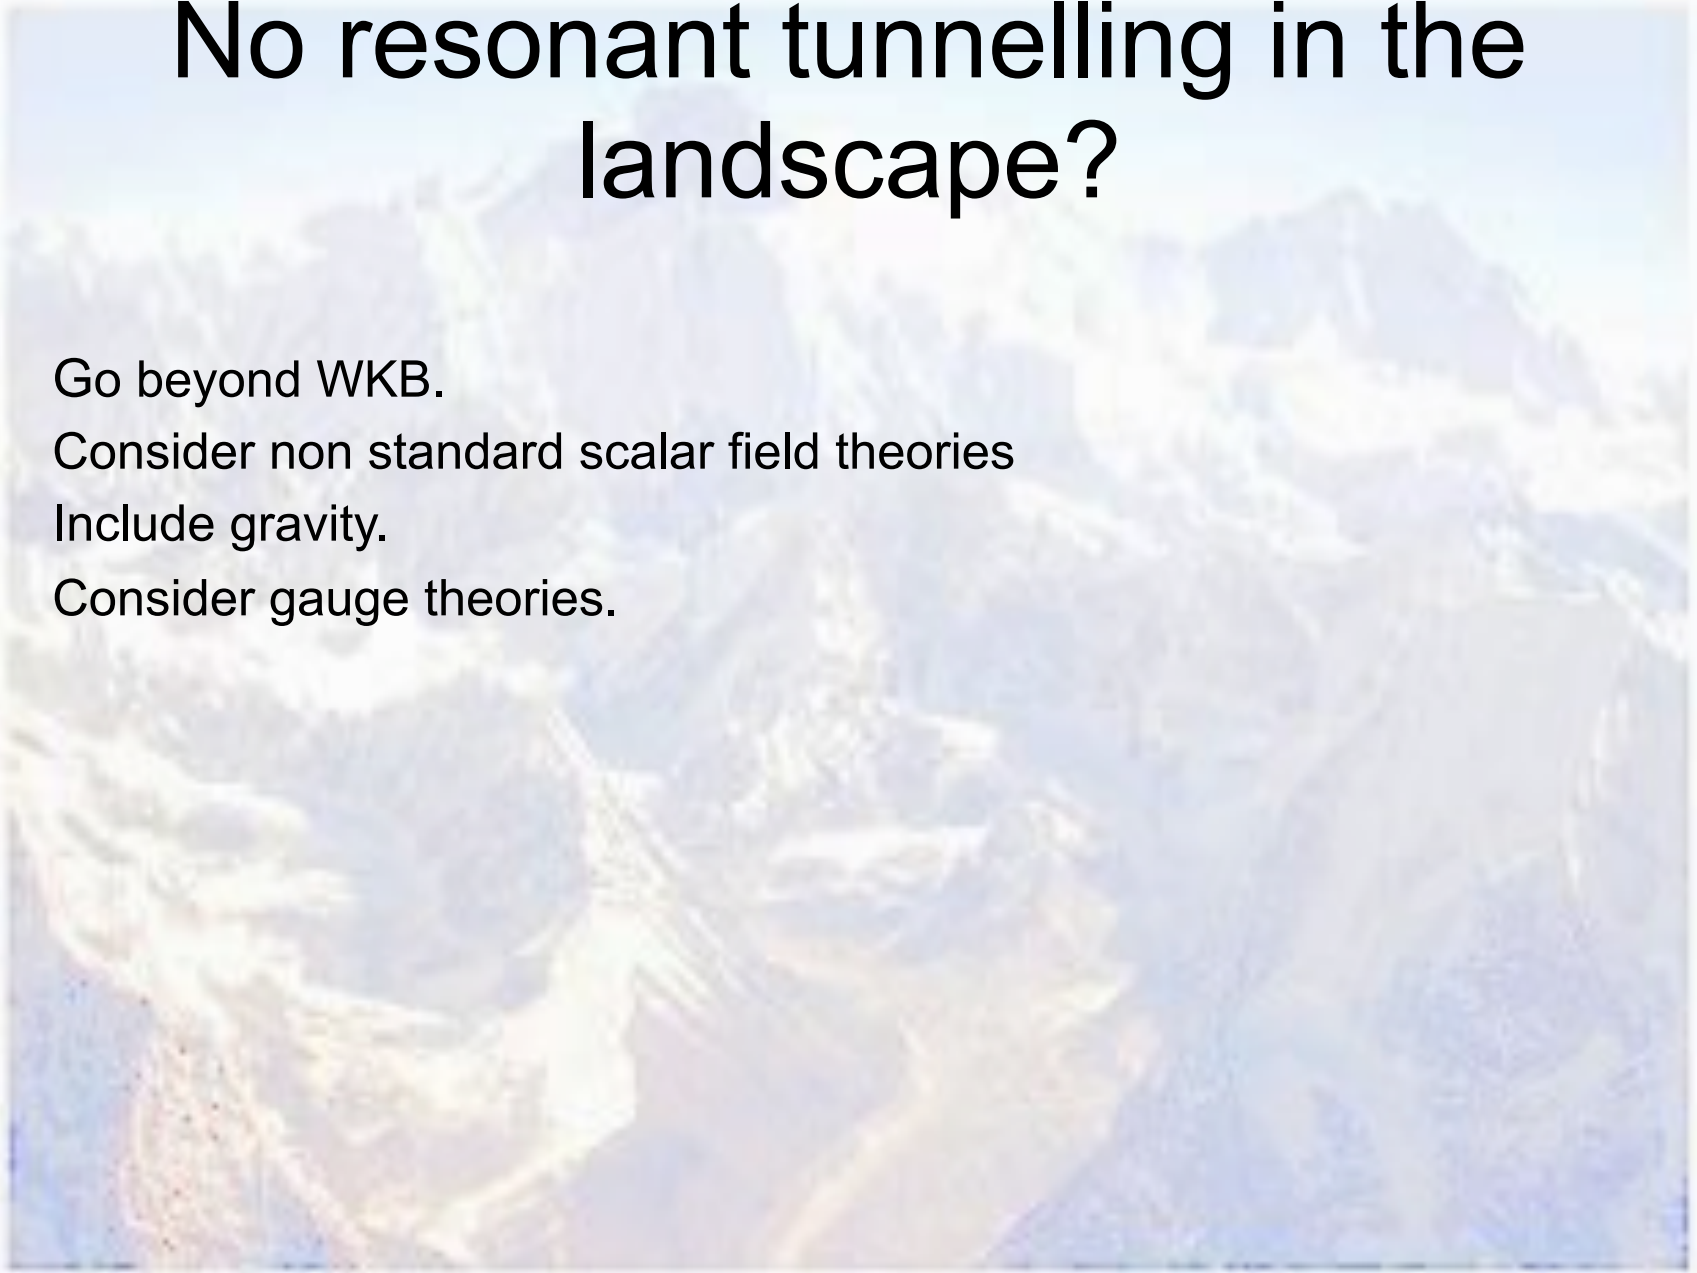 No resonant tunnelling in the
landscape?
Go beyond WKB.
Consider non standard scalar field theories
Include gravity.
Consider gauge theories.